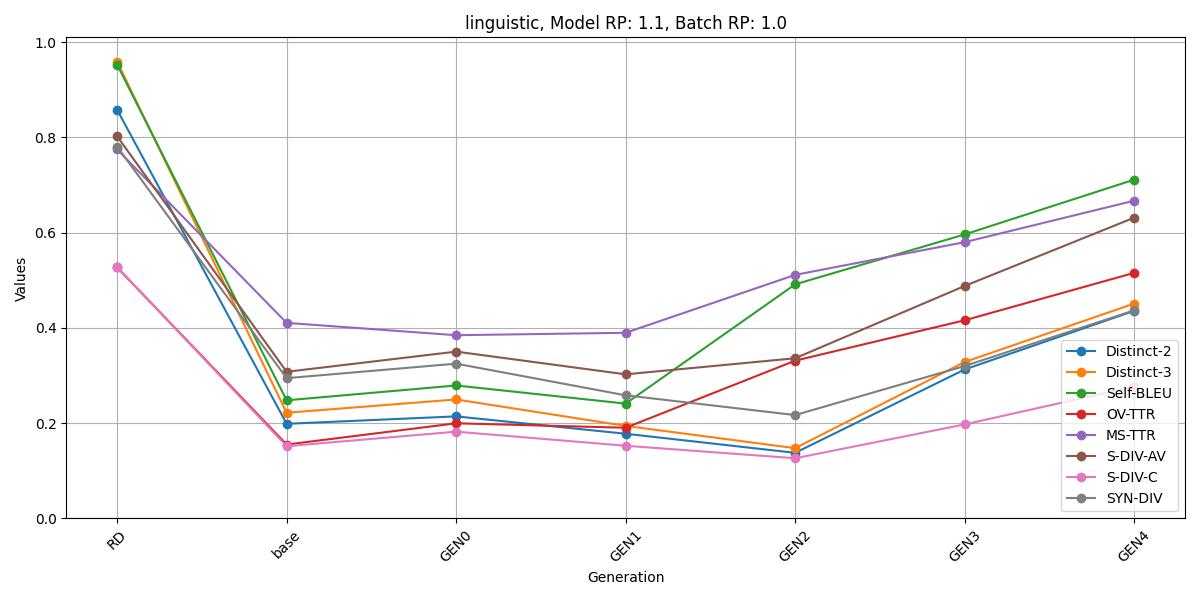 linguistic, Model RP: 1.1, Batch RP: 1.0
1.0
0.8
0.6
0.4
0.2
0.0
Values
Distinct-2
Distinct-3
Self-BLEU
OV-TTR
MS-TTR
S-DIV-AV
S-DIV-C
SYN-DIV
RD
base
GEN0
GEN1
GEN2
GEN3
GEN4
Generation